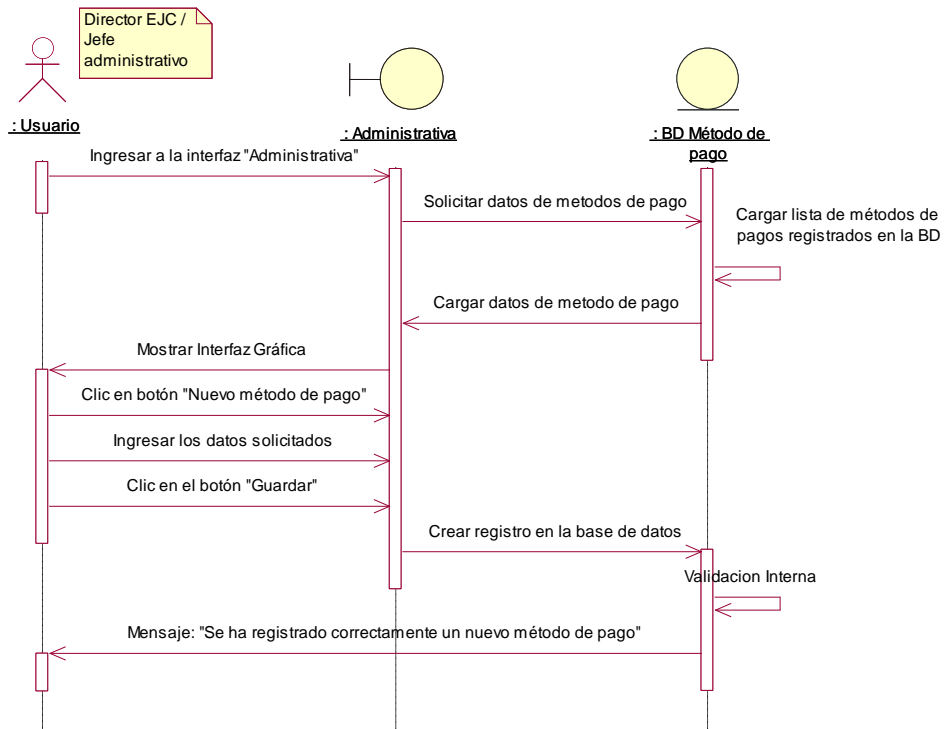 Director EJC /
Jefe
administrativo
: Usuario
: Administrativa
: BD Método de
pago
Ingresar a la interfaz "Administrativa"
Solicitar datos de metodos de pago
Cargar lista de métodos de
pagos registrados en la BD
Cargar datos de metodo de pago
Mostrar Interfaz Gráfica
Clic en botón "Nuevo método de pago"
Ingresar los datos solicitados
Clic en el botón "Guardar"
Crear registro en la base de datos
Validacion Interna
Mensaje: "Se ha registrado correctamente un nuevo método de pago"